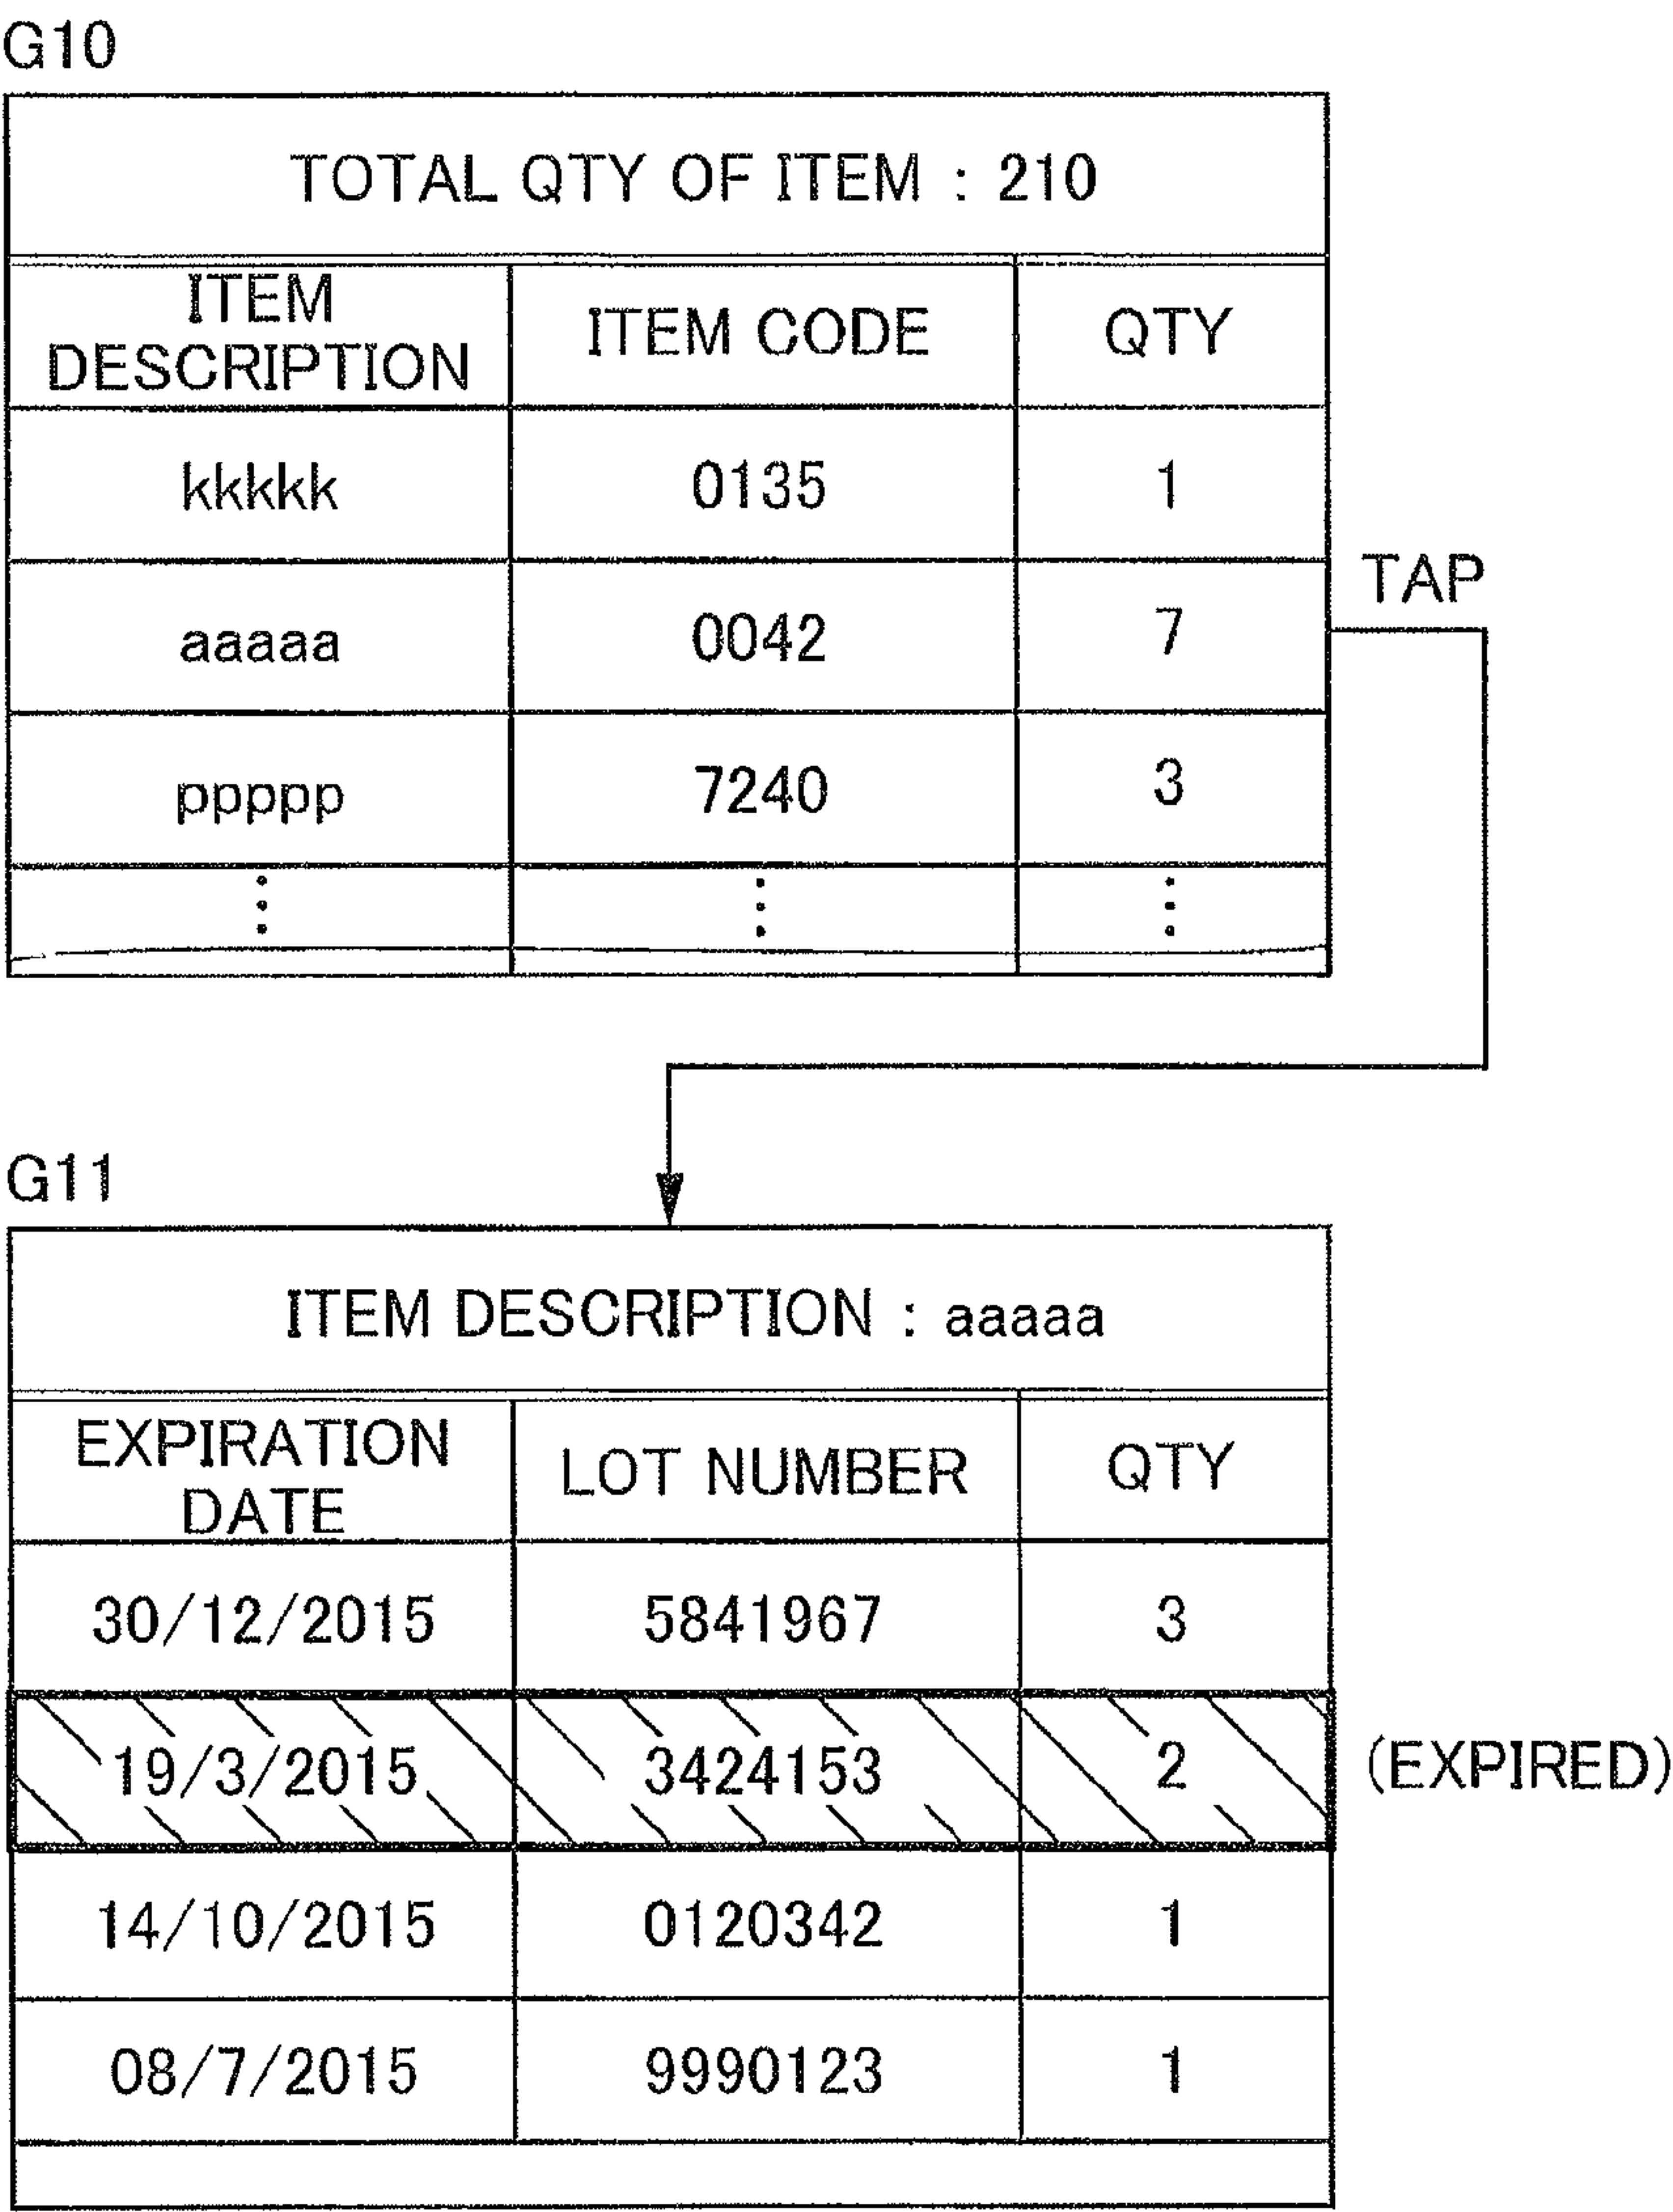 G10
TOTAL QTY OF ITEM : 210
ITEM DESCRIPTION ITEM CODE QTY
kkkkk 0135 1
aaaaa 0042 7
TAP
ppppp 7240 3
G11
ITEM DESCRIPTION : aaaaa
EXPIRATION DATE LOT NUMBER QTY
30/12/2015 5841967 3
19/3/2015 3424153 2 (EXPIRED)
14/10/2015 0120342 1
08/7/2015 9990123 1